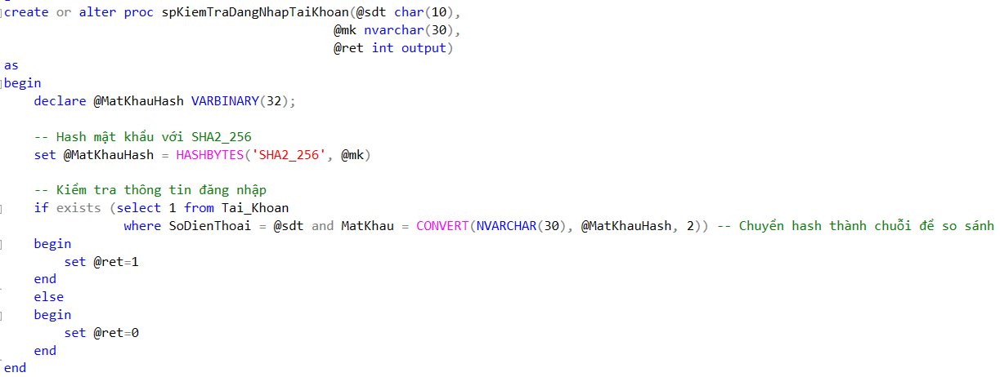 create or alter proc spKiemTraDangNhapTaiKhoan(@sdt char(10),
@mk nvarchar(30),
@ret int output)
as
begin
declare @MatKhauHash VARBINARY(32);
-- Hash mật khẩu với SHA2_256
set @MatKhauHash = HASHBYTES('SHA2_256', @mk)
-- Kiểm tra thông tin đăng nhập
if exists (select 1 from Tai_Khoan
where SoDienThoai = @sdt and MatKhau = CONVERT(NVARCHAR(30), @MatKhauHash, 2)) -- Chuyển hash thành chuỗi để so sánh
begin
set @ret=1
end
else
begin
set @ret=0
end
end